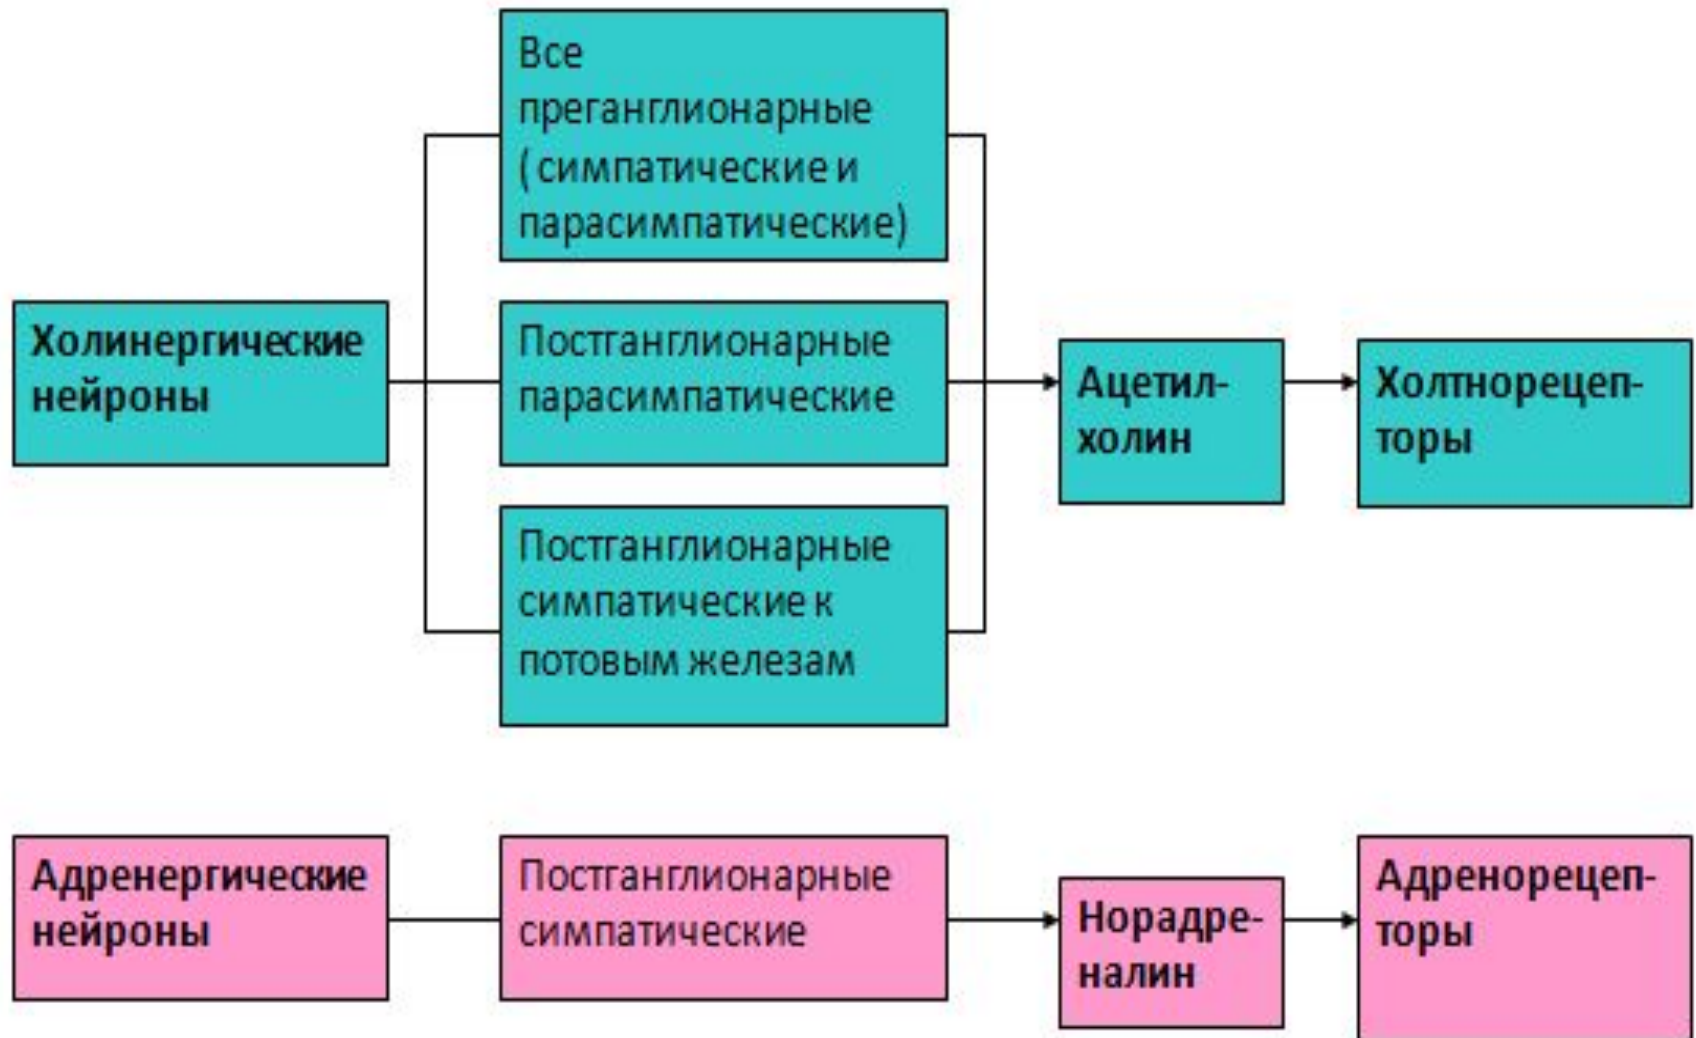 Все
преганглионарные
( симпатические и
парасимпатические)
Холинергические
нейроны
Постганглионарные
парасимпатические
Постганглионарные
симпатические к
потовым железам
Ацетил-
холин
Холтнорецеп-
торы
Адренергические
нейроны
Постганглионарные
симпатические
Норадре-
налин
Адренорецеп-
торы